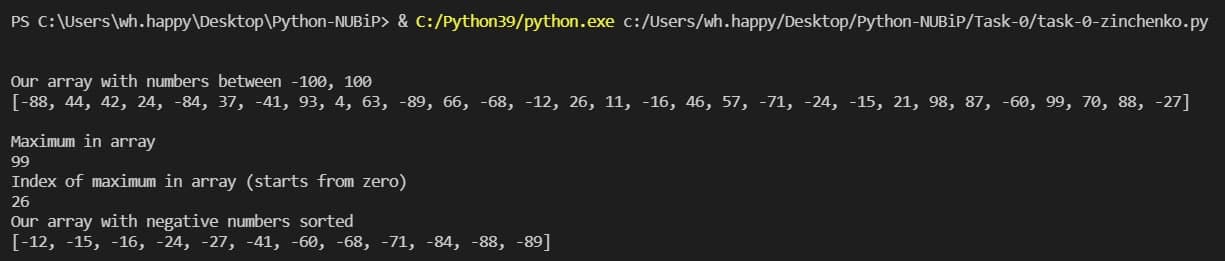 PS C:\Users\wh.happy\Desktop\Python-NUBiP> & C:/Python39/python.exe c:/Users/wh.happy/Desktop/Python-NUBiP/Task-0/task-0-zinchenko.py
Our array with numbers between -100, 100
[-88, 44, 42, 24, -84, 37, -41, 93, 4, 63, -89, 66, -68, -12, 26, 11, -16, 46, 57, -71, -24, -15, 21, 98, 87, -60, 99, 70, 88, -27]
Maximum in array
99
Index of maximum in array (starts from zero)
26
Our array with negative numbers sorted
[-12, -15, -16, -24, -27, -41, -60, -68, -71, -84, -88, -89]